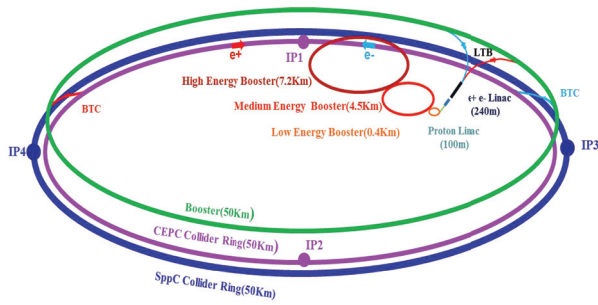 e+
IP1
e-
LTB
High Energy Booster(7.2Km)
BTC
Medium Energy Booster(4.5Km)
e+ e- Linac
(240m)
BTC
Low Energy Booster(0.4Km)
Proton Linac
(100m)
IP4
IP3
Booster(50Km)
CEPC Collider Ring(50Km)
IP2
SppC Collider Ring(50Km)